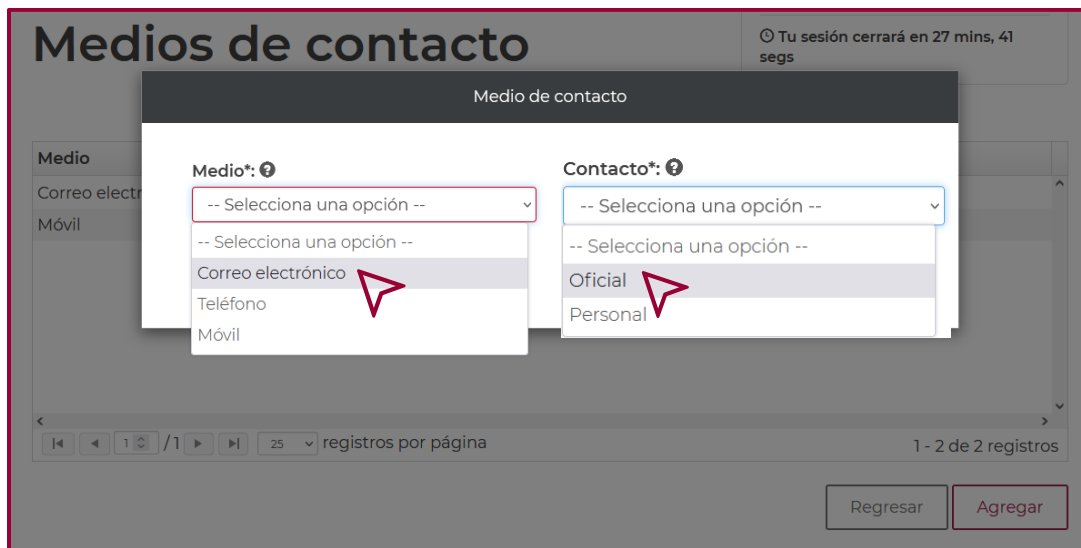 Medios de contacto
Tu sesión cerrará en 27 mins, 41
segs
Medio de contacto
Medio
Correo electr
Móvil
Medio*:
-- Selecciona una opción --
-- Selecciona una opción --
Correo electrónico
Teléfono
Móvil
Contacto*:
-- Selecciona una opción --
-- Selecciona una opción --
Oficial
Personal
1 /1 25 registros por página
1 - 2 de 2 registros
Regresar
Agregar